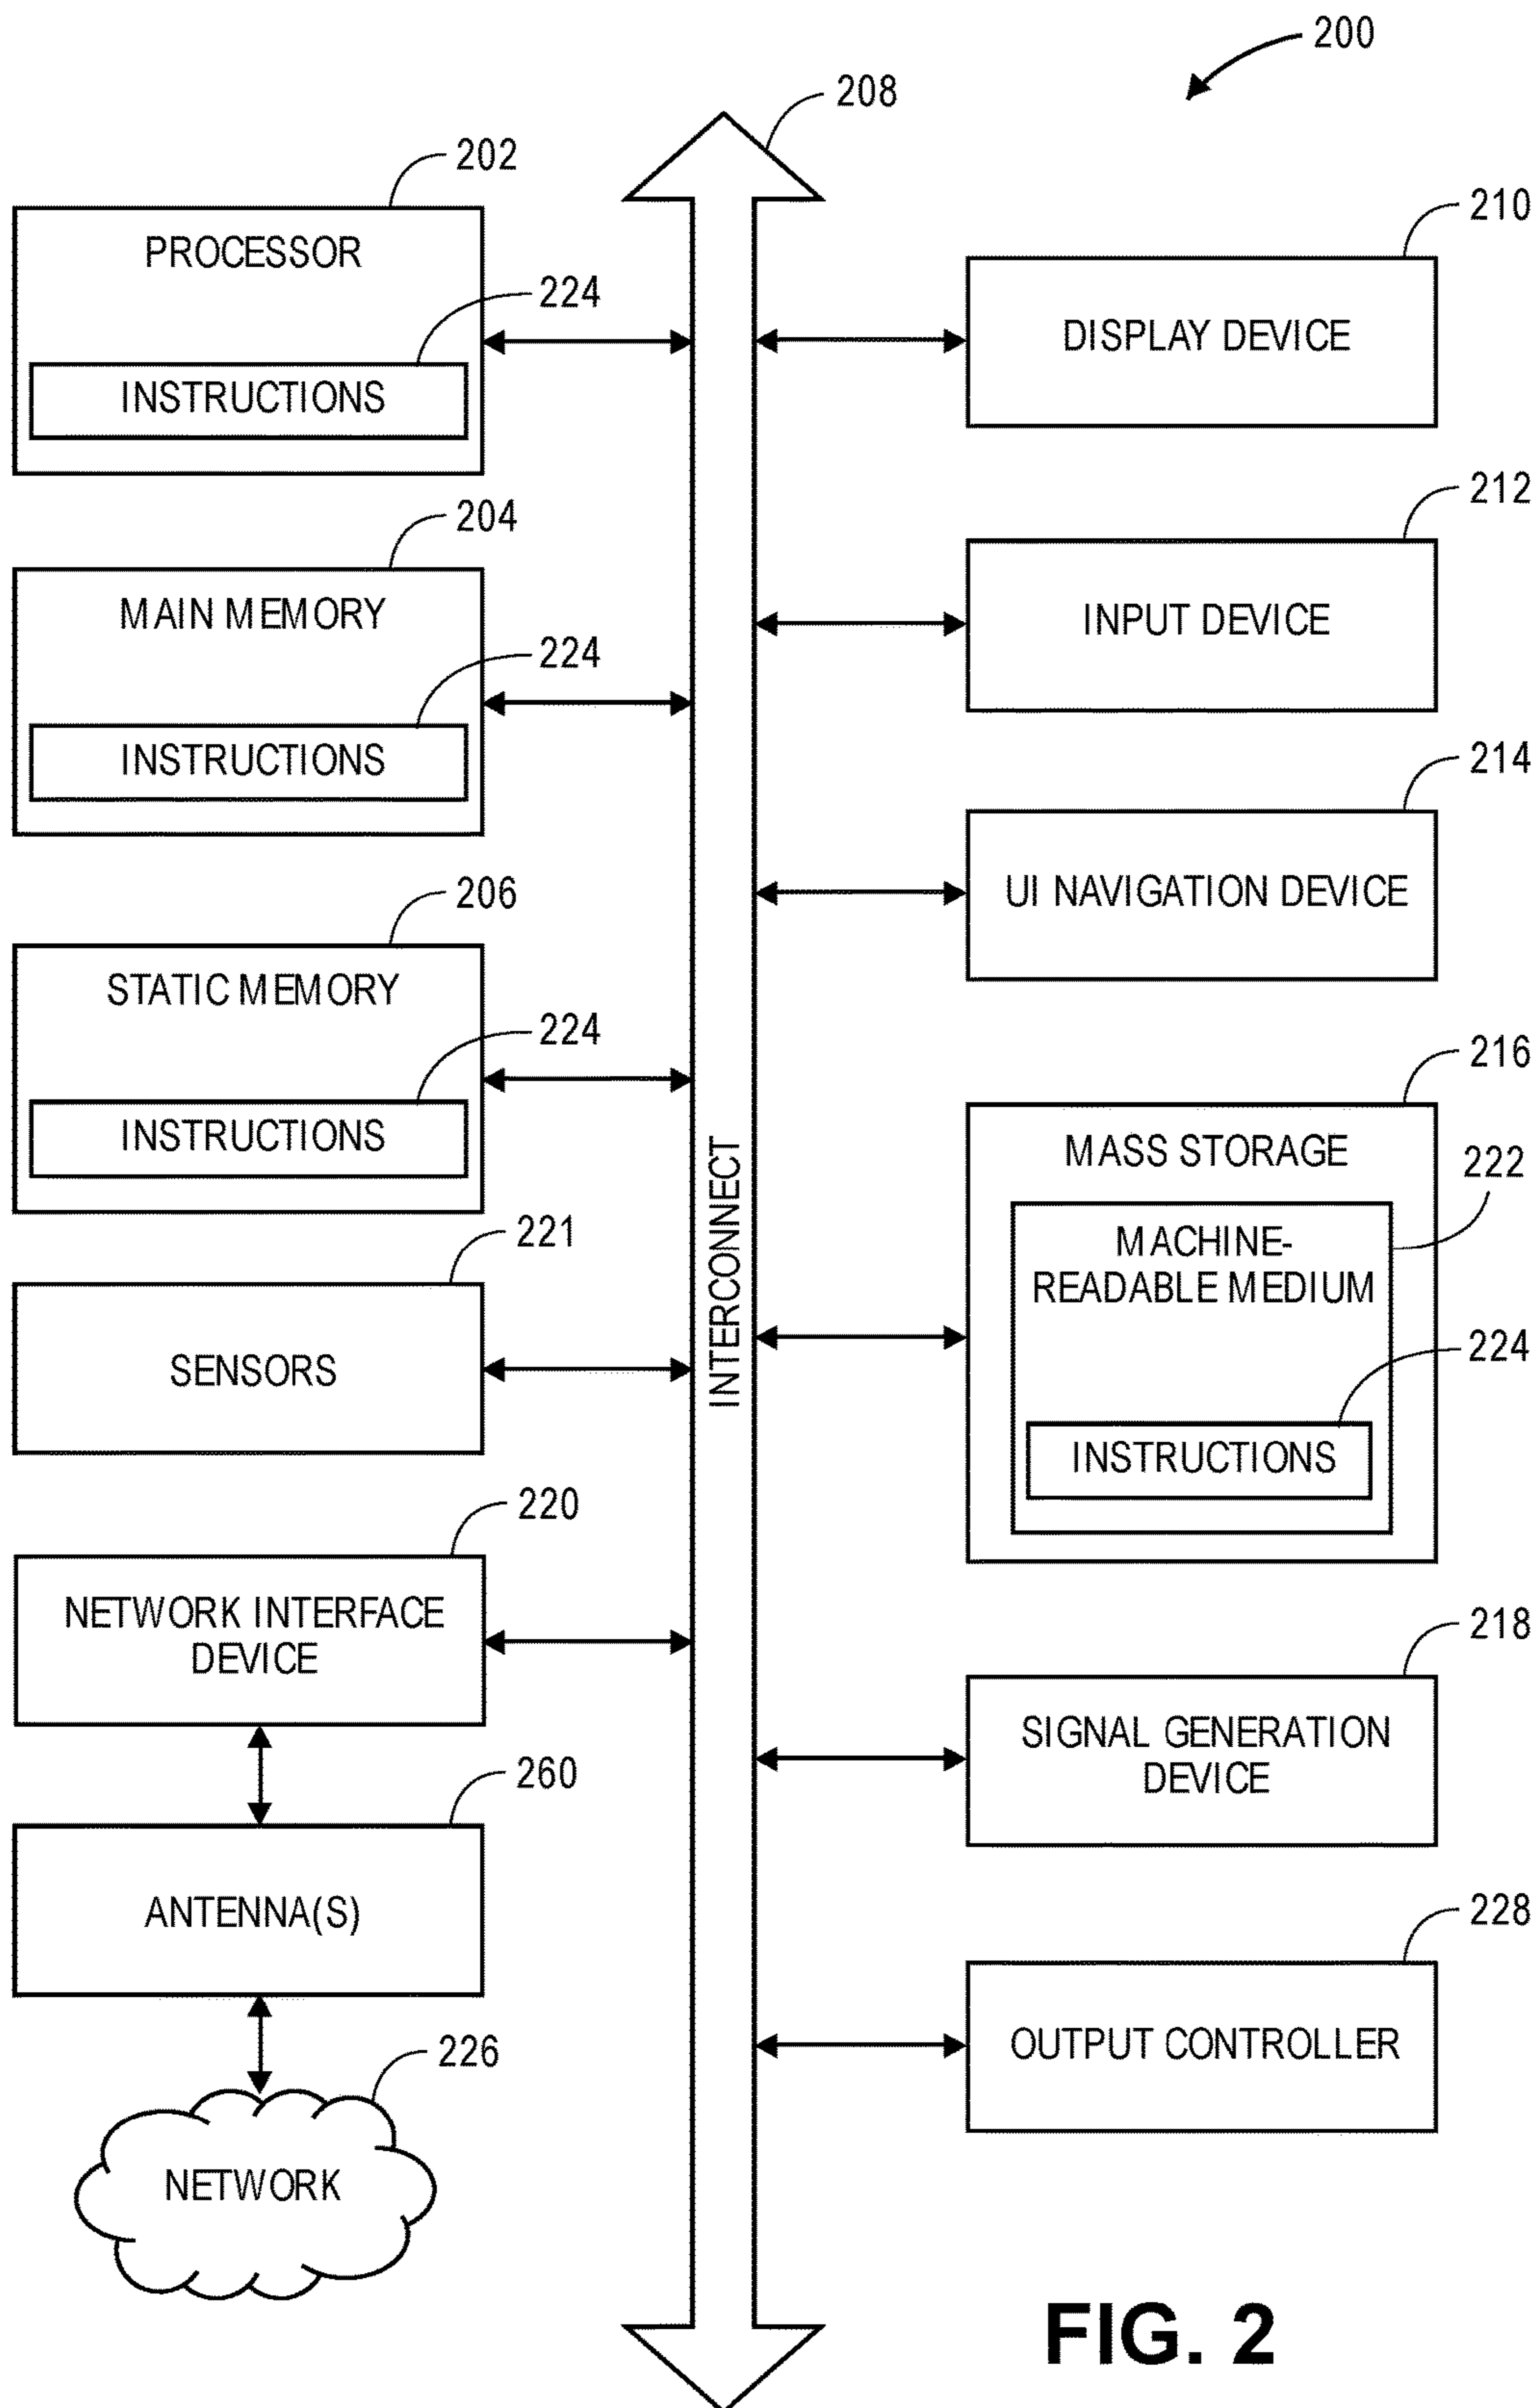 200
208
202
PROCESSOR
224
INSTRUCTIONS
204
MAIN MEMORY
224
INSTRUCTIONS
206
STATIC MEMORY
224
INSTRUCTIONS
221
SENSORS
220
NETWORK INTERFACE
DEVICE
260
ANTENNA(S)
226
NETWORK
INTERCONNECT
210
DISPLAY DEVICE
212
INPUT DEVICE
214
UI NAVIGATION DEVICE
216
MASS STORAGE
222
MACHINE-
READABLE MEDIUM
224
INSTRUCTIONS
218
SIGNAL GENERATION
DEVICE
228
OUTPUT CONTROLLER
FIG. 2